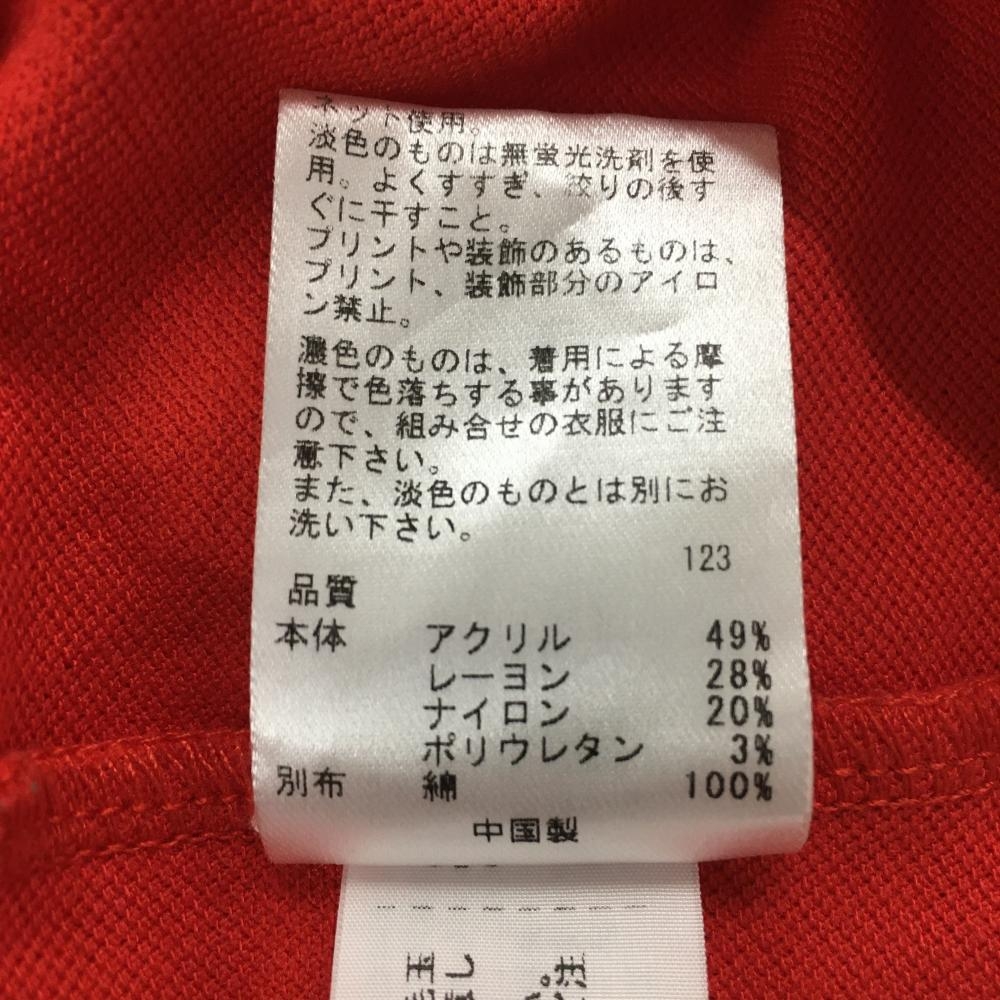 ネット使用。
淡色のものは無蛍光洗剤を使
用。よくすすぎ、絞りの後す
ぐに干すこと。
プリントや装飾のあるものは、
プリント、装飾部分のアイロ
ン禁止。
濃色のものは、着用による摩
擦で色落ちする事があります
ので、組み合せの衣服にご注
意下さい。
また、淡色のものとは別にお
洗い下さい。
123
品質
本体 アクリル 49%
レーヨン 28%
ナイロン 20%
ポリウレタン 3%
別布 綿 100%
中国製
毛玉
し
。
注